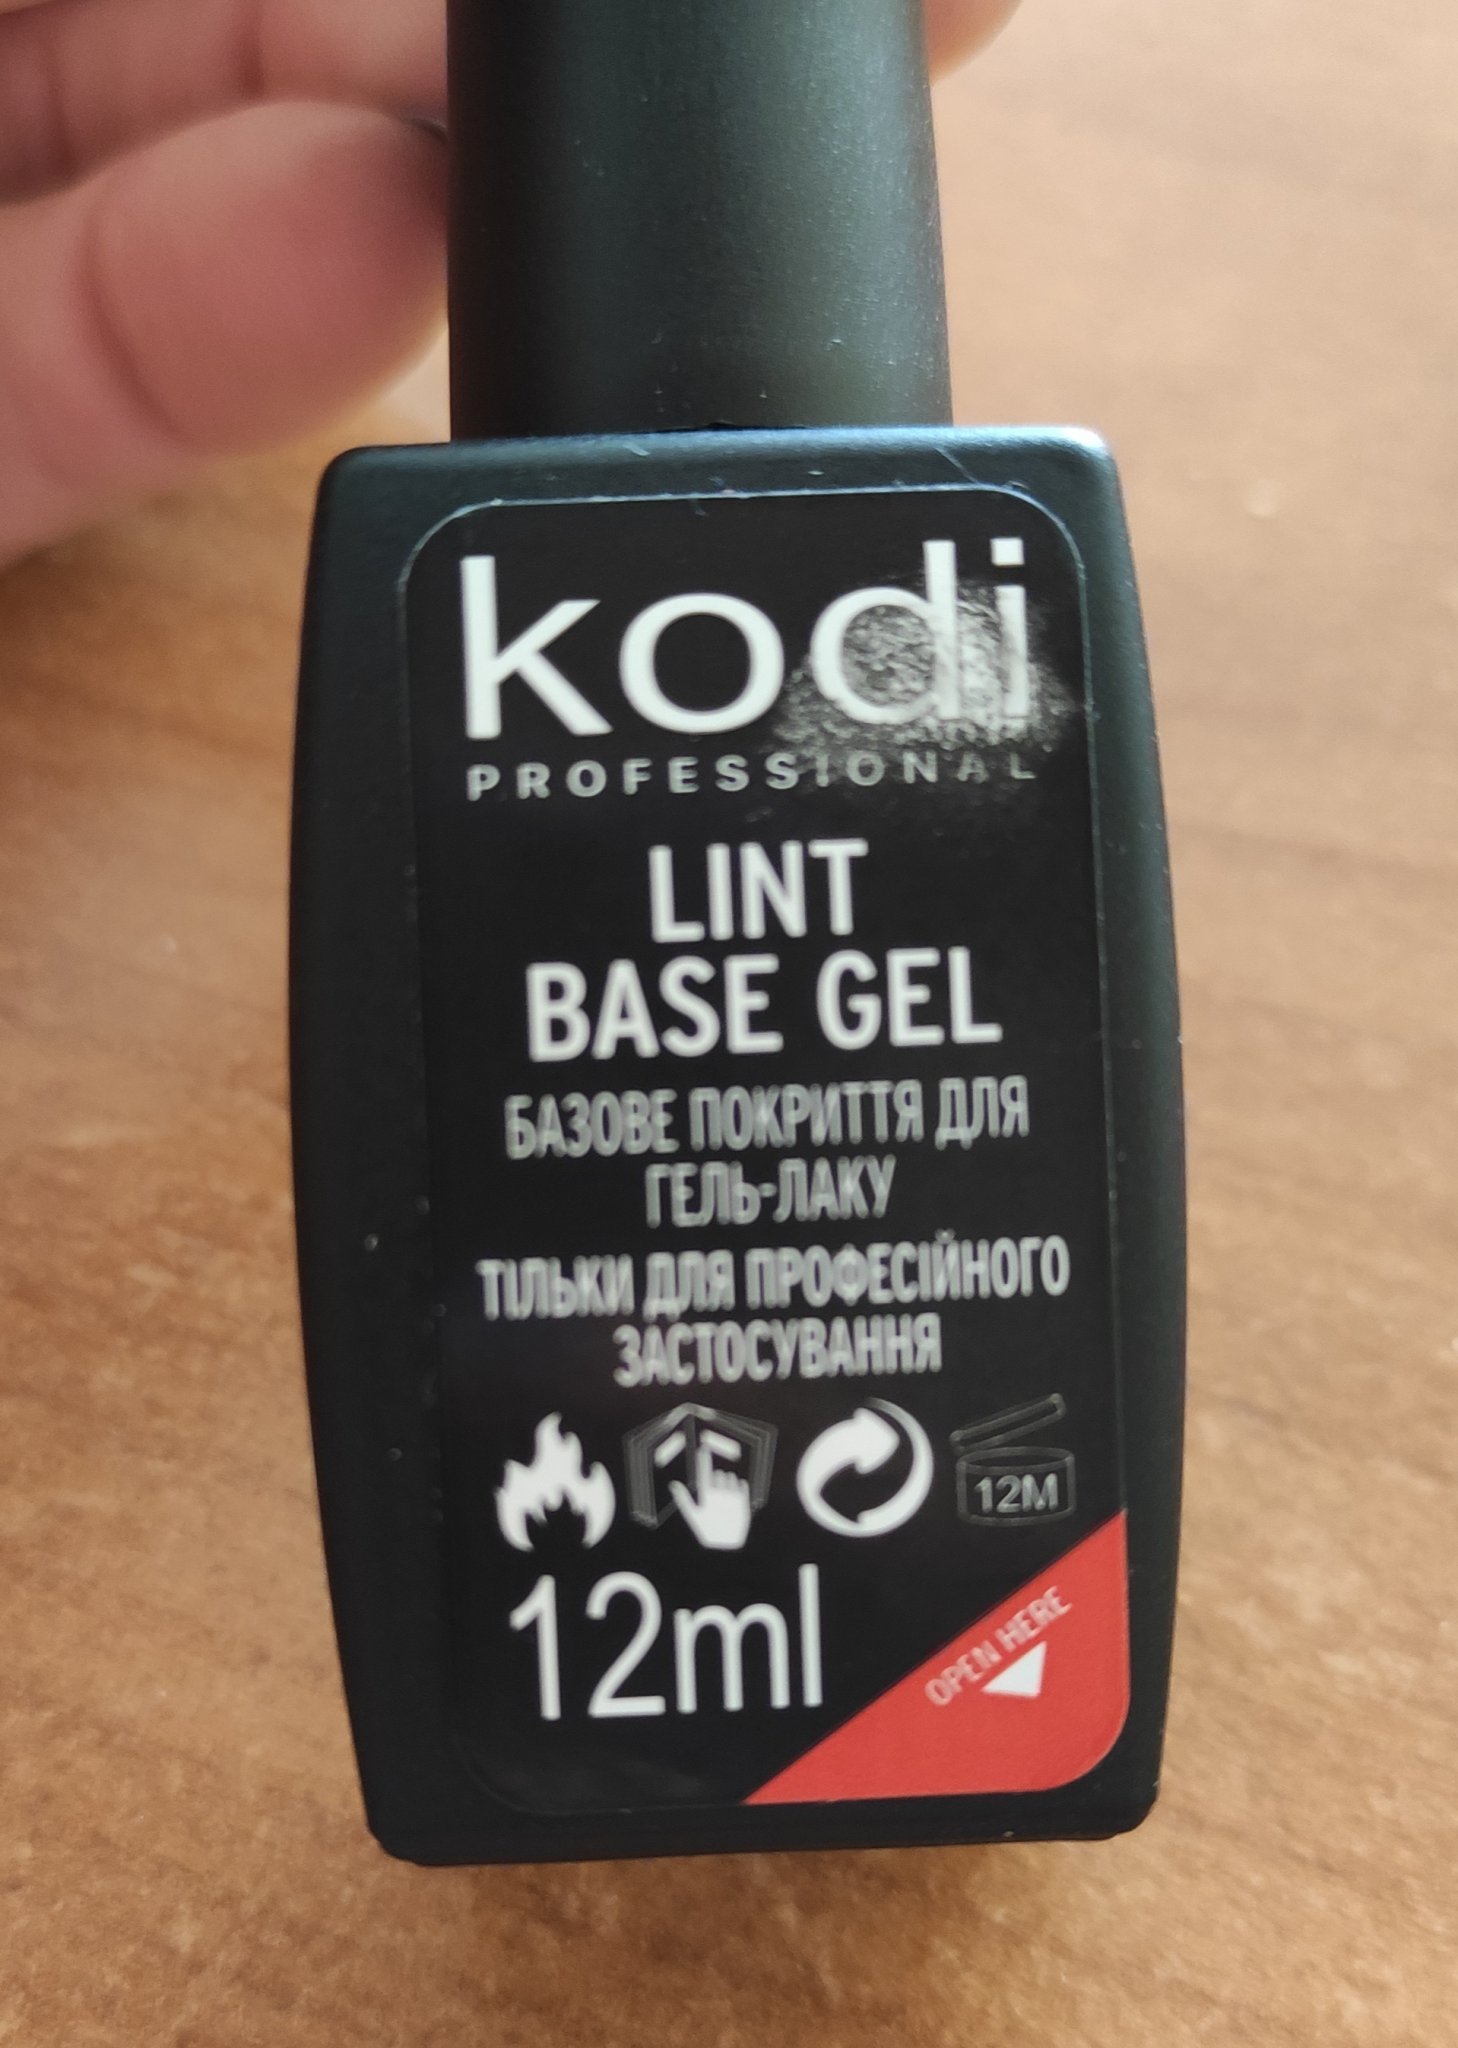 kodi
PROFESSIONAL
LINT
BASE GEL
БАЗОВЕ ПОКРИТТЯ ДЛЯ
ГЕЛЬ-ЛАКУ
ТІЛЬКИ ДЛЯ ПРОФЕСІЙНОГО
ЗАСТОСУВАННЯ
12M
12ml
OPEN HERE